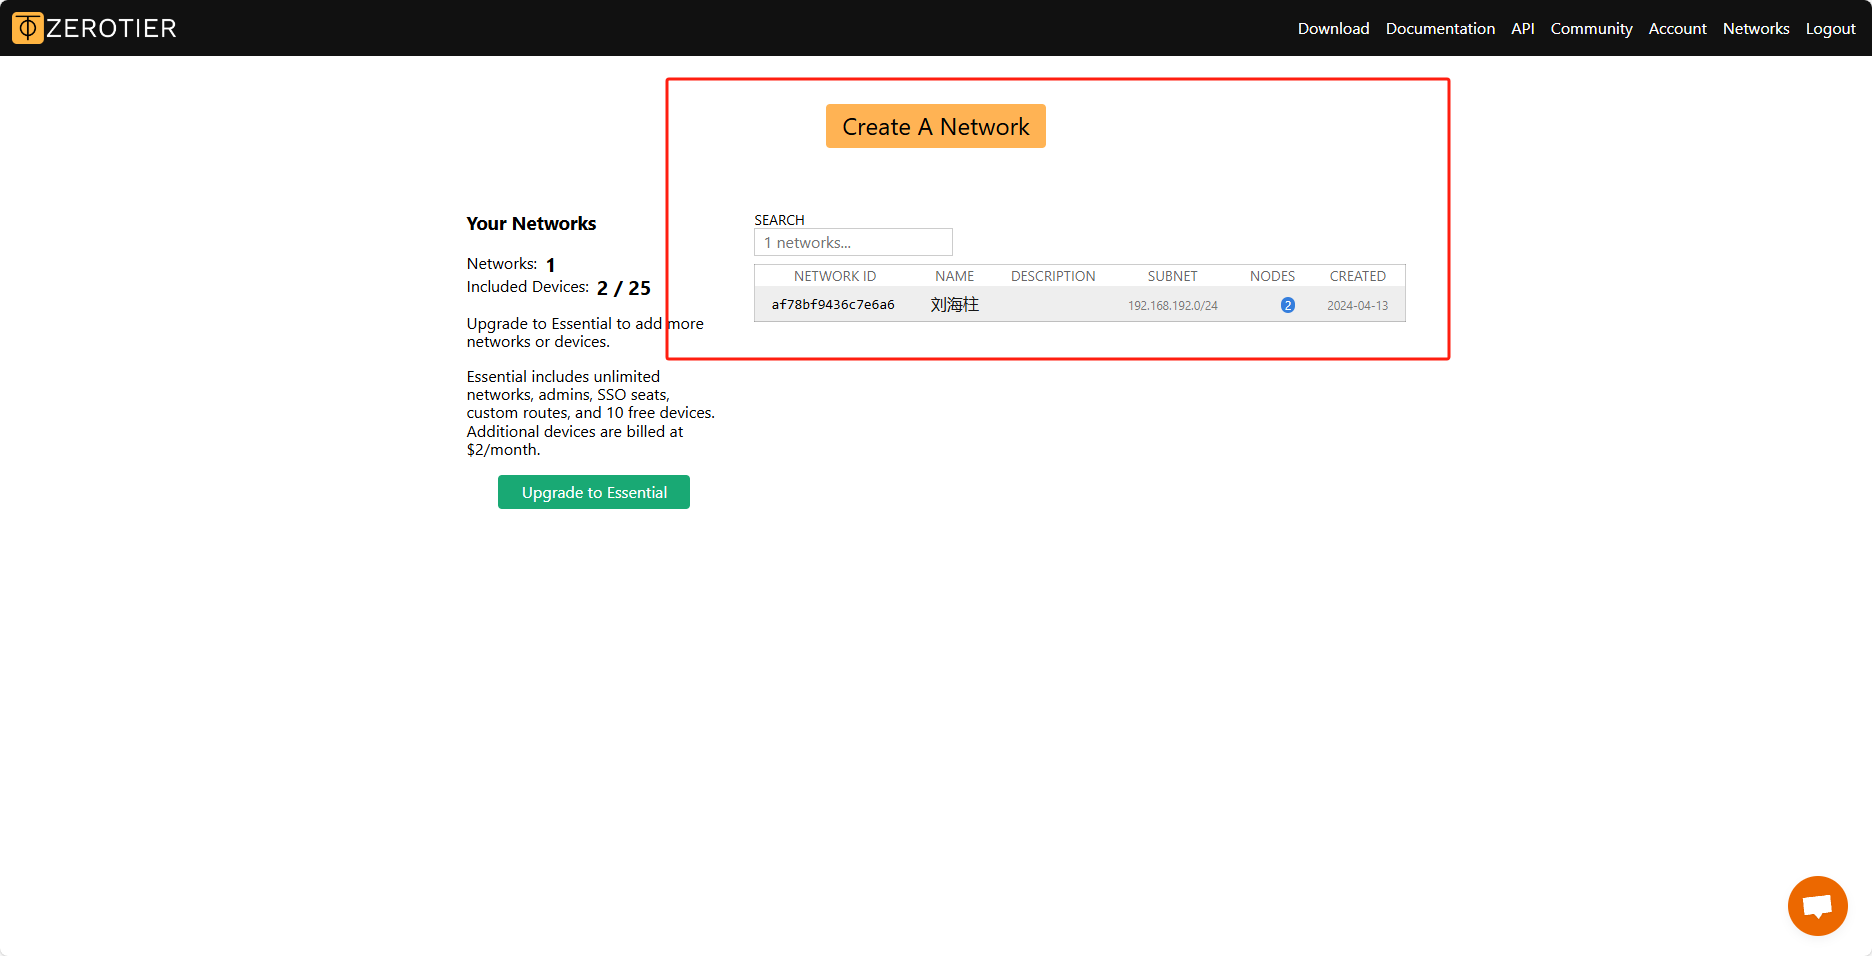 ZEROTIER
Download Documentation API Community Account Networks Logout
Create A Network
Your Networks
Networks: 1
Included Devices: 2 / 25
Upgrade to Essential to add more
networks or devices.
Essential includes unlimited
networks, admins, SSO seats,
custom routes, and 10 free devices.
Additional devices are billed at
$2/month.
Upgrade to Essential
SEARCH
1 networks...
NETWORK ID NAME DESCRIPTION SUBNET NODES CREATED
af78bf9436c7e6a6 刘海柱 192.168.192.0/24 2 2024-04-13